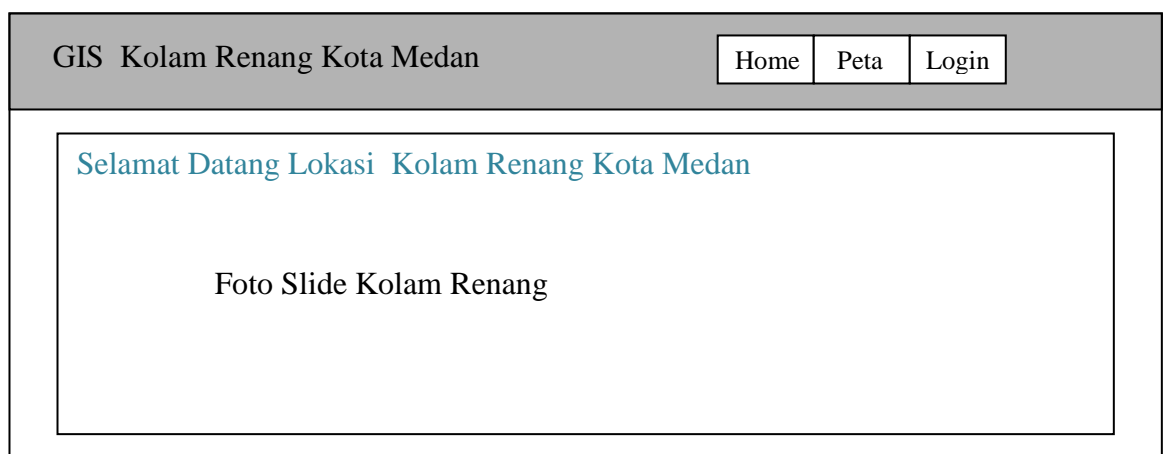 GIS  Kolam Renang Kota Medan
Home Peta Login
Selamat Datang Lokasi  Kolam Renang Kota Medan
Foto Slide Kolam Renang